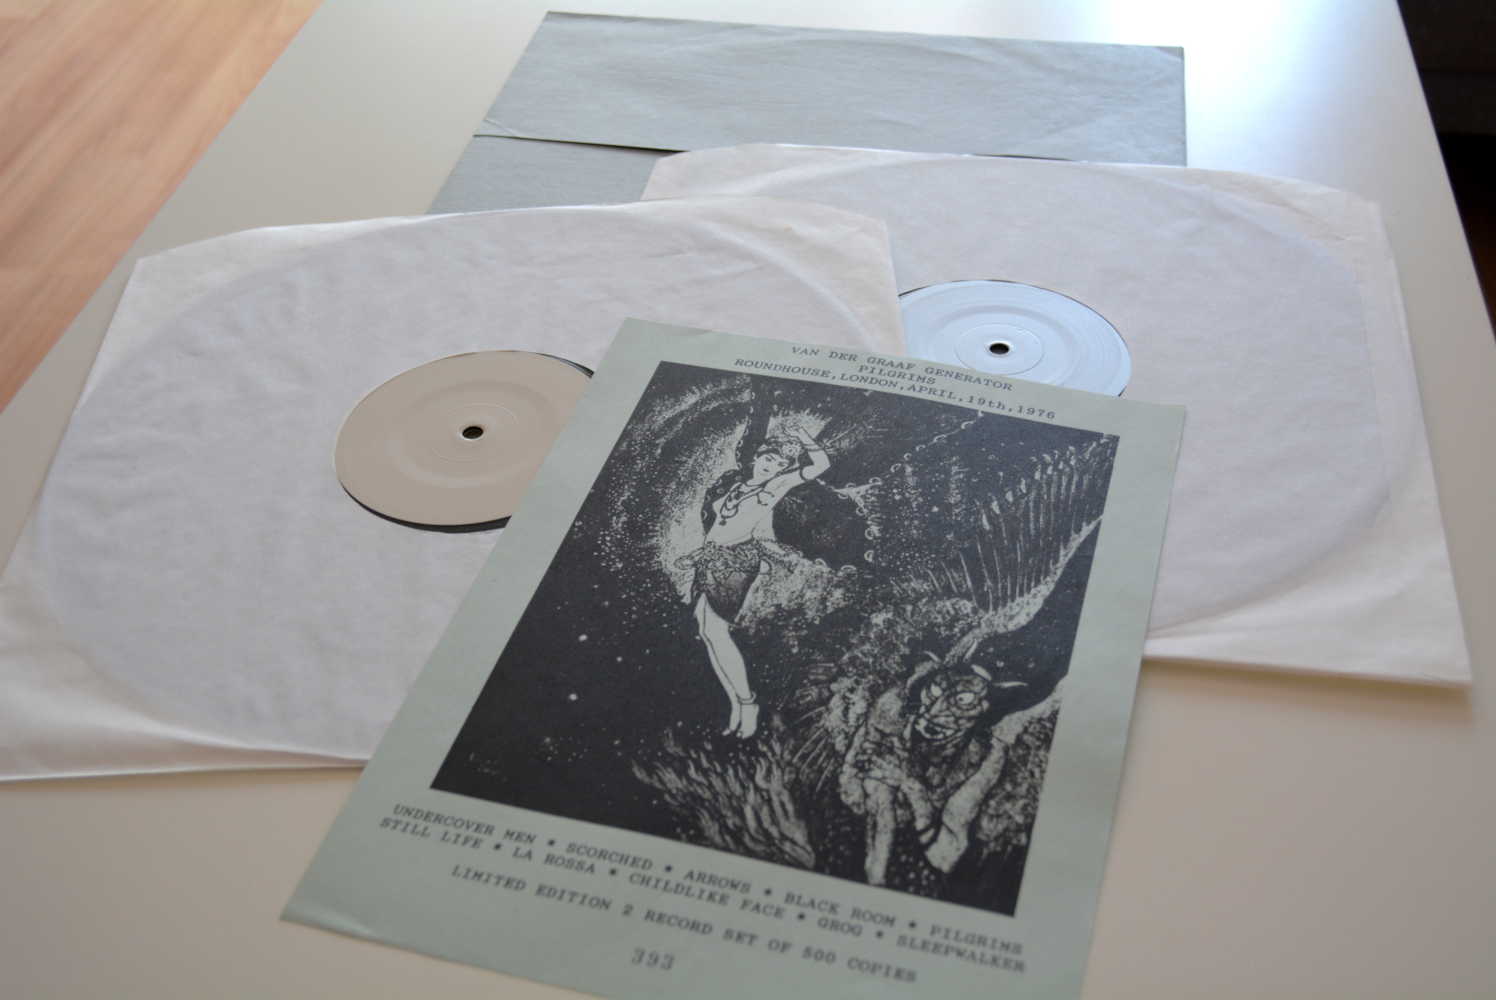 VAN DER GRAAF GENERATOR
PILGRIMS
ROUNDHOUSE,LONDON,APRIL,19th,1976
UNDERCOVER MEN * SCORCHED * ARROWS * BLACK ROOM * PILGRIMS
STILL LIFE * LA ROSSA * CHILDLIKE FACE * GROG * SLEEPWALKER
LIMITED EDITION 2 RECORD SET OF 500 COPIES
393